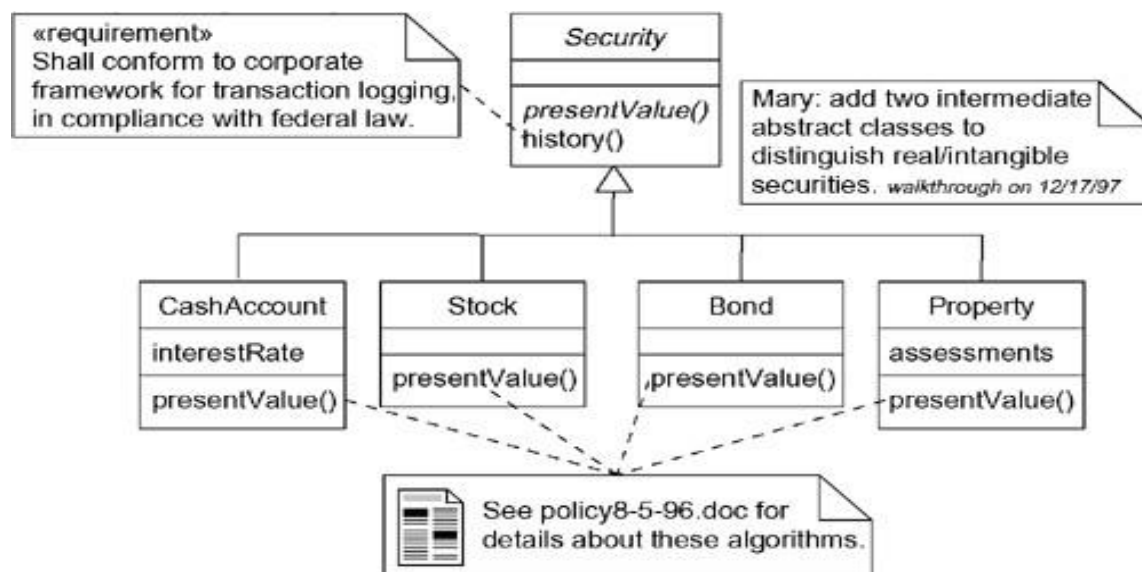 «requirement»
Shall conform to corporate
framework for transaction logging,
in compliance with federal law.
Security
presentValue()
history()
Mary: add two intermediate
abstract classes to
distinguish real/intangible
securities. walkthrough on 12/17/97
CashAccount
interestRate
presentValue()
Stock
presentValue()
Bond
presentValue()
Property
assessments
presentValue()
See policy8-5-96.doc for
details about these algorithms.